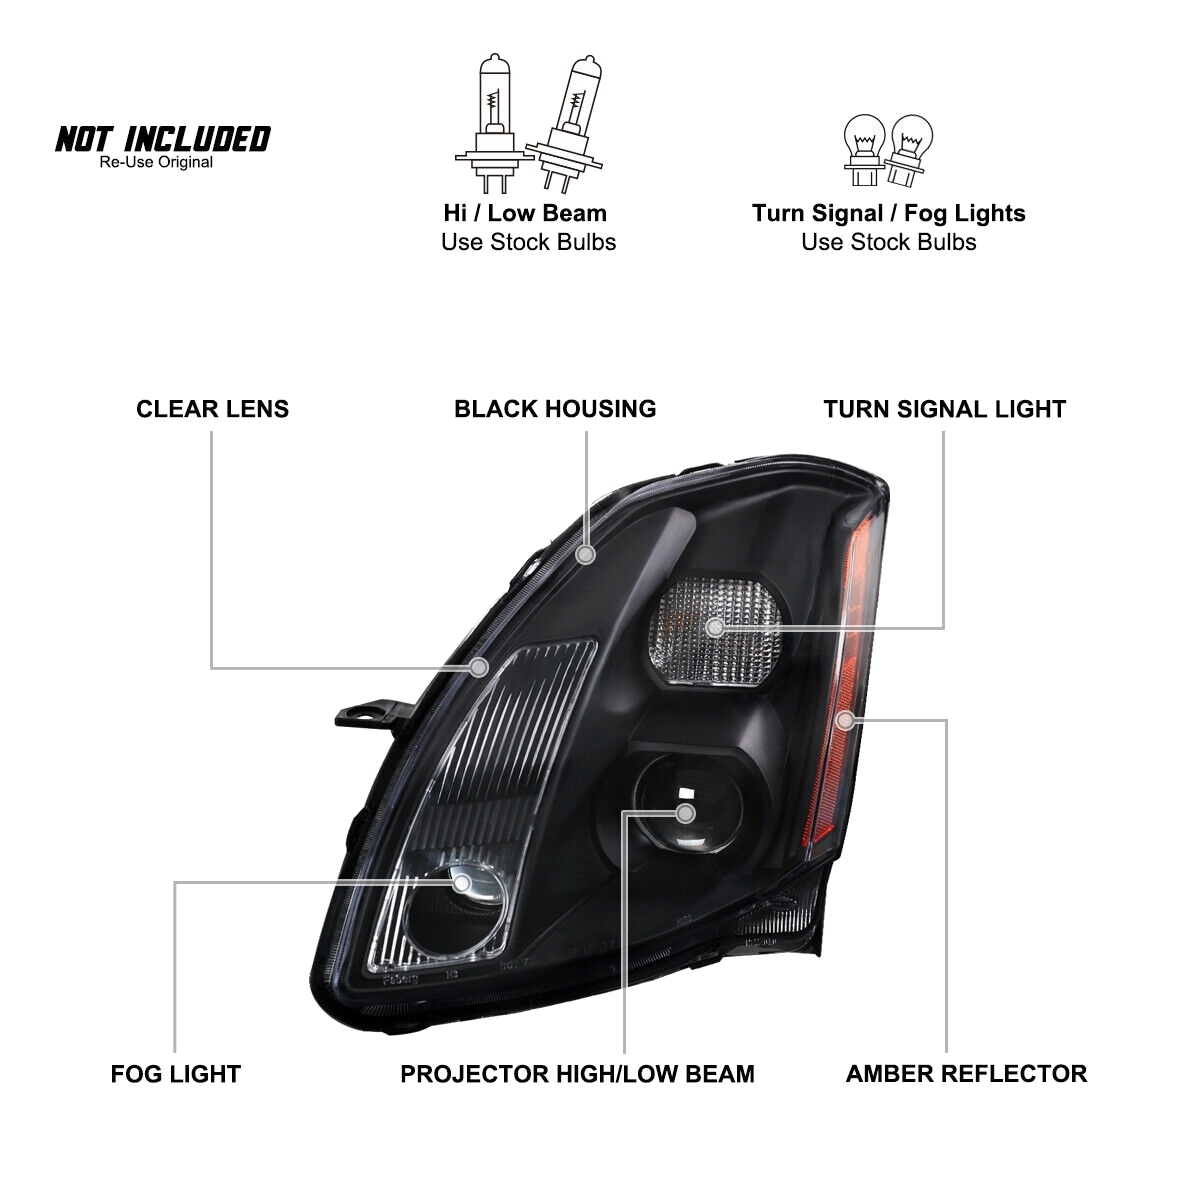 NOT INCLUDED
Re-Use Original
Hi / Low Beam
Use Stock Bulbs
Turn Signal / Fog Lights
Use Stock Bulbs
CLEAR LENS
BLACK HOUSING
TURN SIGNAL LIGHT
FOG LIGHT
PROJECTOR HIGH/LOW BEAM
AMBER REFLECTOR